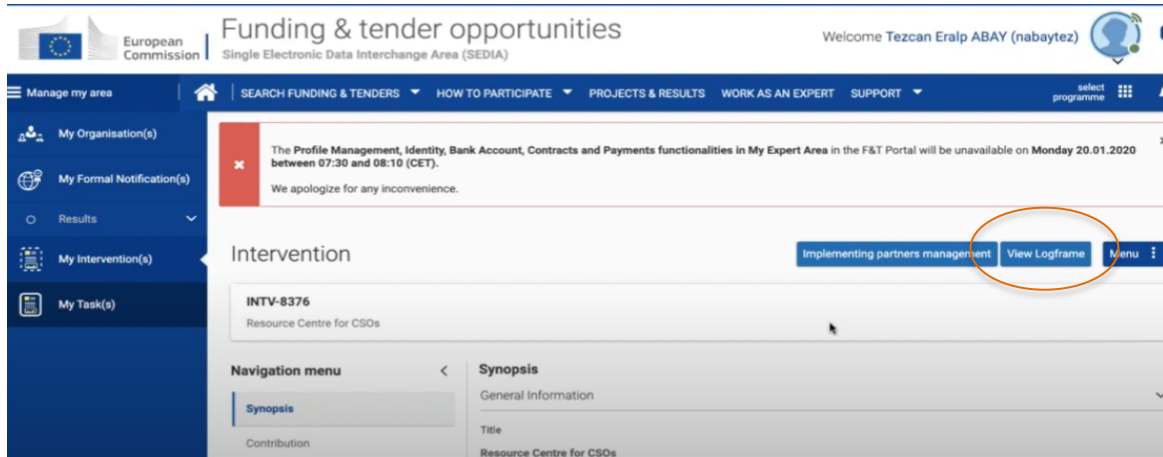 European
Commission
Funding & tender opportunities
Single Electronic Data Interchange Area (SEDIA)
Welcome Tezcan Eralp ABAY (nabaytez)
Manage my area
SEARCH FUNDING & TENDERS
HOW TO PARTICIPATE
PROJECTS & RESULTS
WORK AS AN EXPERT
SUPPORT
select
programme
My Organisation(s)
My Formal Notification(s)
Results
My Intervention(s)
My Task(s)
The Profile Management, Identity, Bank Account, Contracts and Payments functionalities in My Expert Area in the F&T Portal will be unavailable on Monday 20.01.2020
between 07:30 and 08:10 (CET).
We apologize for any inconvenience.
Intervention
Implementing partners management
View Logframe
Menu
INTV-8376
Resource Centre for CSOs
Navigation menu
Synopsis
Contribution
Synopsis
General Information
Title
Resource Centre for CSOs